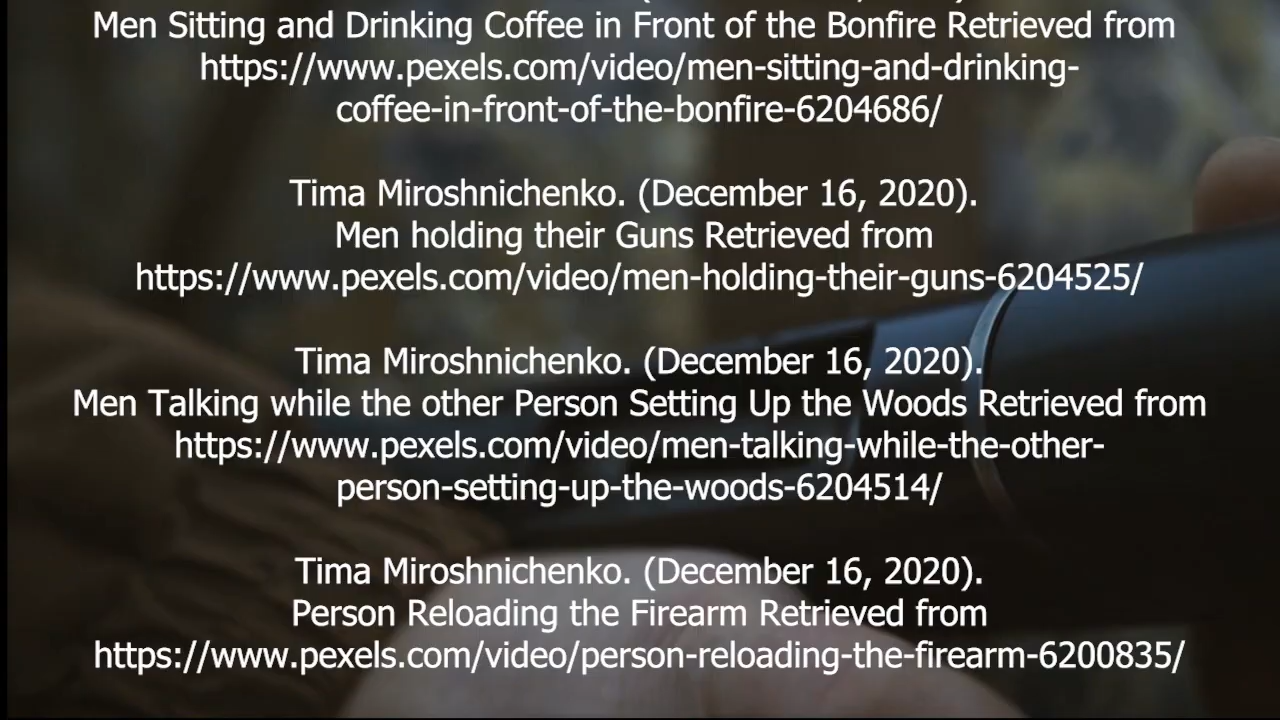 Men Sitting and Drinking Coffee in Front of the Bonfire Retrieved from
https://www.pexels.com/video/men-sitting-and-drinking-
coffee-in-front-of-the-bonfire-6204686/
Tima Miroshnichenko. (December 16, 2020).
Men holding their Guns Retrieved from
https://www.pexels.com/video/men-holding-their-guns-6204525/
Tima Miroshnichenko. (December 16, 2020).
Men Talking while the other Person Setting Up the Woods Retrieved from
https://www.pexels.com/video/men-talking-while-the-other-
person-setting-up-the-woods-6204514/
Tima Miroshnichenko. (December 16, 2020).
Person Reloading the Firearm Retrieved from
https://www.pexels.com/video/person-reloading-the-firearm-6200835/